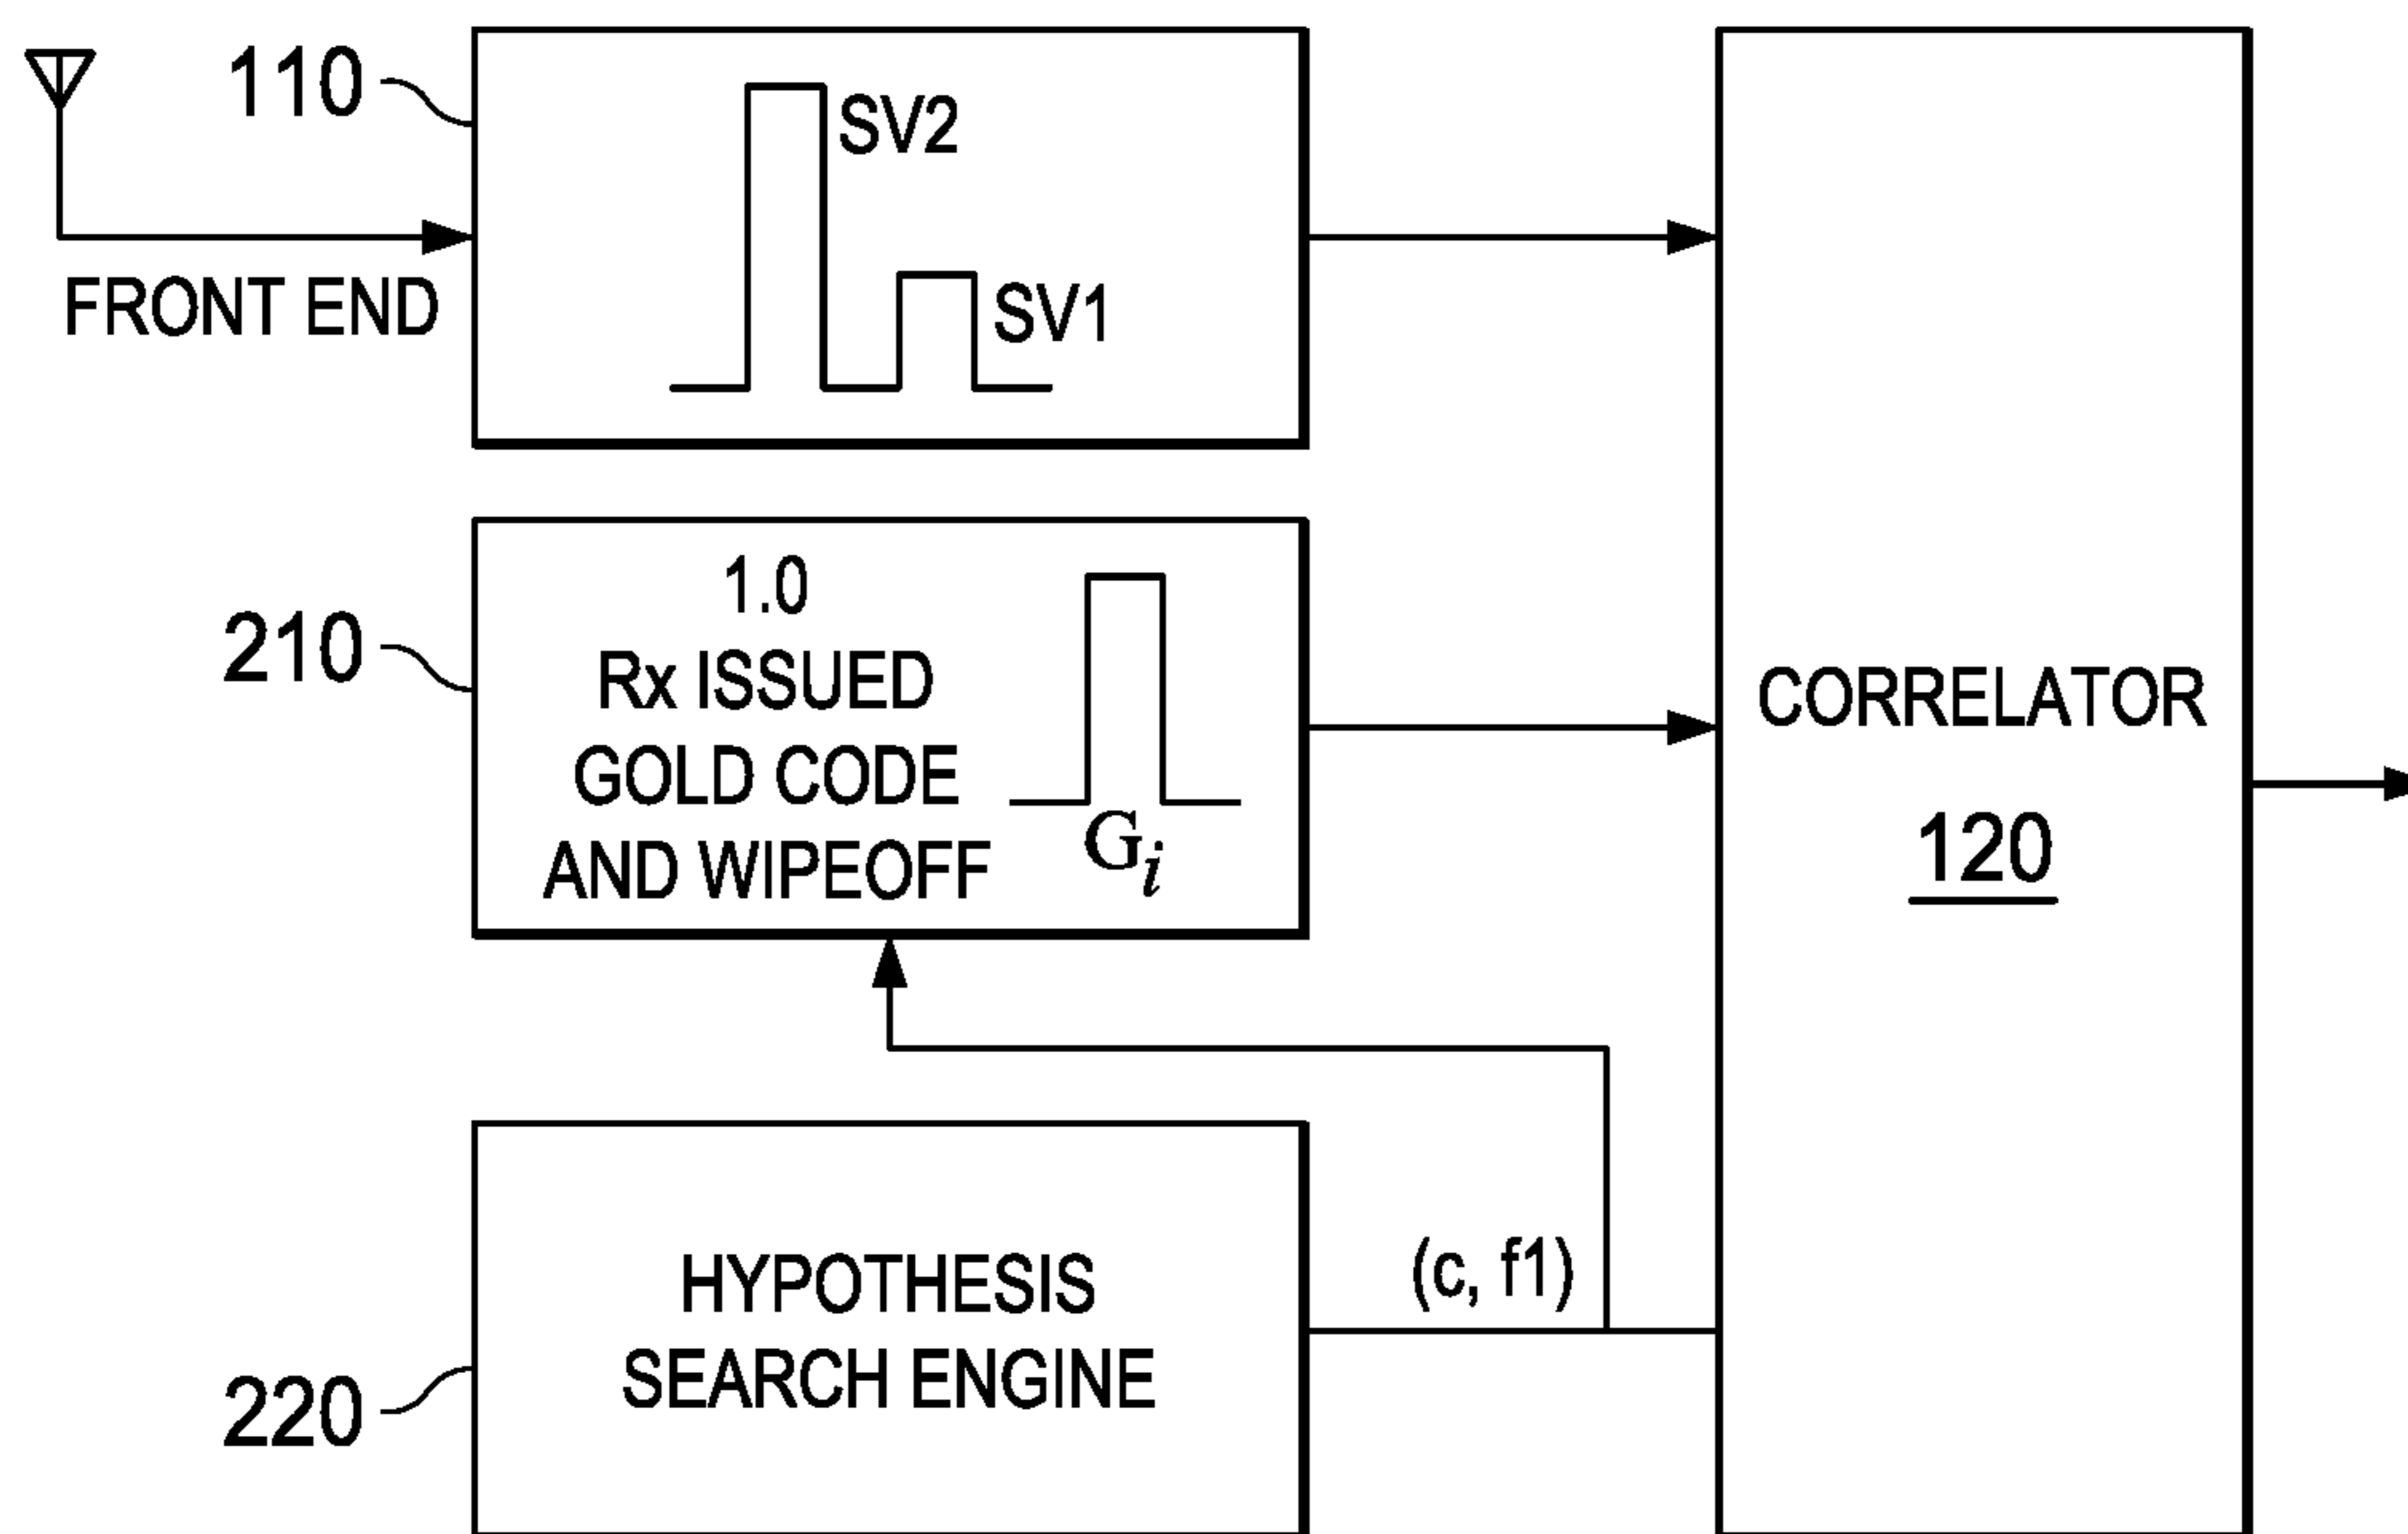 110
SV2
SV1
FRONT END
210
1.0
Rx ISSUED
GOLD CODE
AND WIPEOFF
Gi
CORRELATOR
120
(c, f1)
HYPOTHESIS
SEARCH ENGINE
220